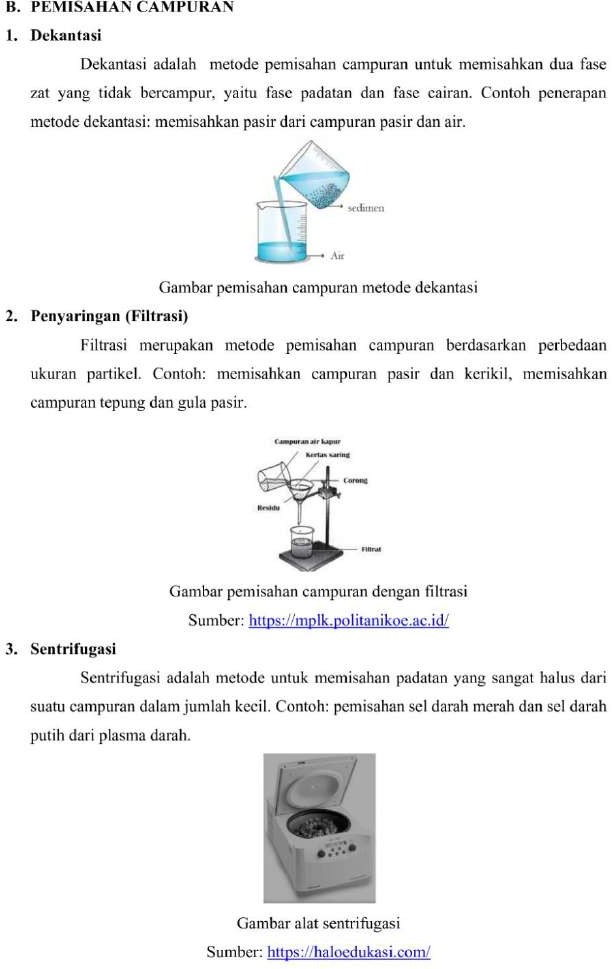 B. PEMISAHAN CAMPURAN
1. Dekantasi
Dekantasi adalah metode pemisahan campuran untuk memisahkan dua fase
zat yang tidak bercampur, yaitu fase padatan dan fase cairan. Contoh penerapan
metode dekantasi: memisahkan pasir dari campuran pasir dan air.
sedimen
Air
Gambar pemisahan campuran metode dekantasi
2. Penyaringan (Filtrasi)
Filtrasi merupakan metode pemisahan campuran berdasarkan perbedaan
ukuran partikel. Contoh: memisahkan campuran pasir dan kerikil, memisahkan
campuran tepung dan gula pasir.
Campuran air kapur
Kertas saring
Corong
Residu
Filtrat
Gambar pemisahan campuran dengan filtrasi
Sumber: https://mplk.politanikoe.ac.id/
3. Sentrifugasi
Sentrifugasi adalah metode untuk memisahan padatan yang sangat halus dari
suatu campuran dalam jumlah kecil. Contoh: pemisahan sel darah merah dan sel darah
putih dari plasma darah.
Gambar alat sentrifugasi
Sumber: https://haloedukasi.com/